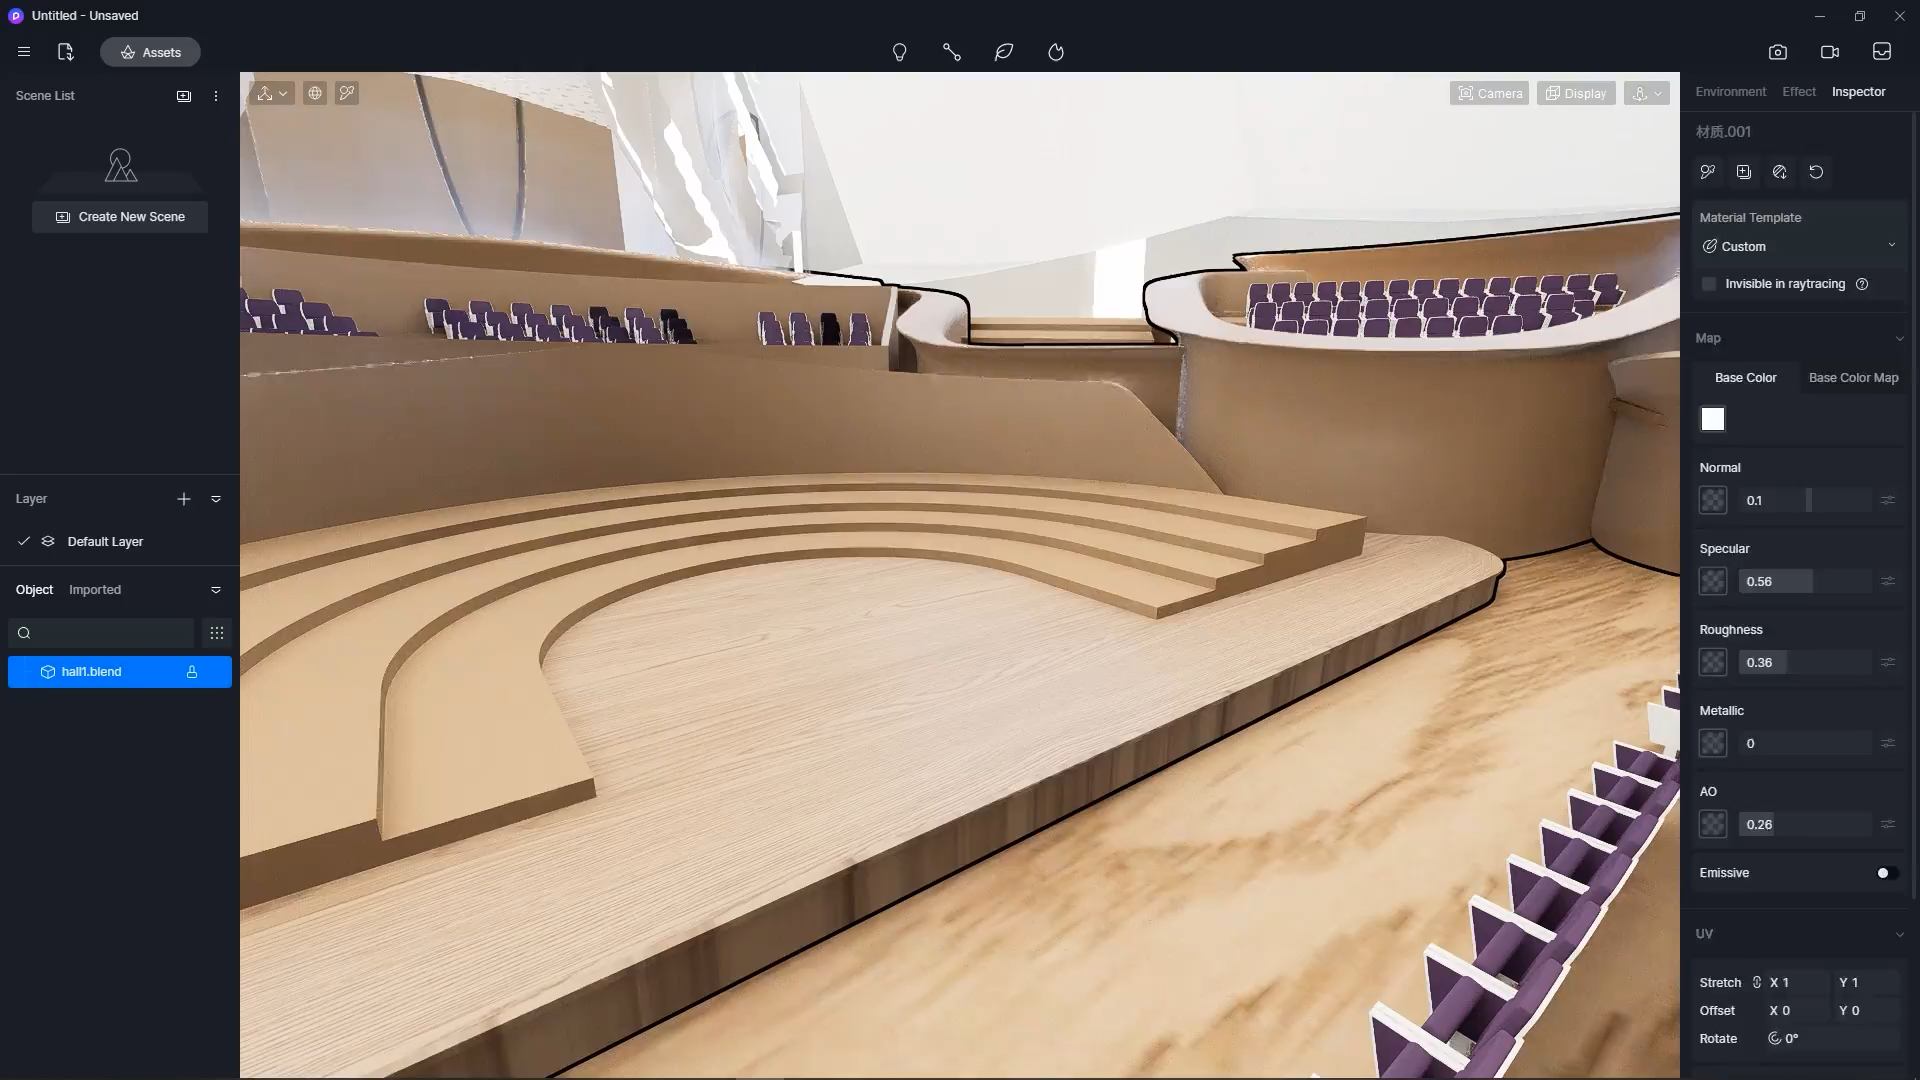 Untitled - Unsaved
Assets
Scene List
Create New Scene
Layer
Default Layer
Object Imported
hall1.blend
Camera Display
Environment Effect Inspector
材质.001
Material Template
Custom
Invisible in raytracing
Map
Base Color Base Color Map
Normal
0.1
Specular
0.56
Roughness
0.36
Metallic
0
AO
0.26
Emissive
UV
Stretch X 1 Y 1
Offset X 0 Y 0
Rotate 0°